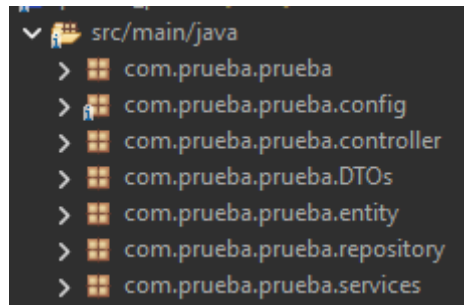 src/main/java
com.prueba.prueba
com.prueba.prueba.config
com.prueba.prueba.controller
com.prueba.prueba.DTOs
com.prueba.prueba.entity
com.prueba.prueba.repository
com.prueba.prueba.services